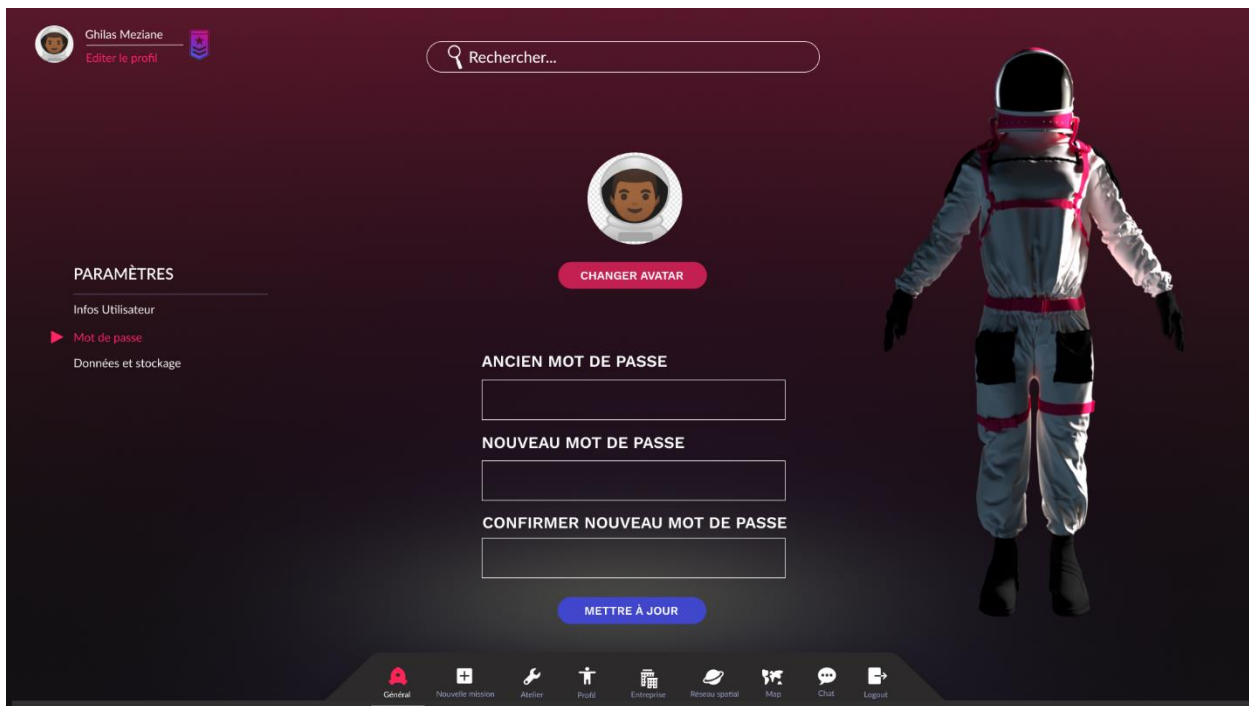 Ghilas Meziane
Editer le profil
Rechercher...
CHANGER AVATAR
PARAMÈTRES
Infos Utilisateur
Mot de passe
Données et stockage
ANCIEN MOT DE PASSE
NOUVEAU MOT DE PASSE
CONFIRMER NOUVEAU MOT DE PASSE
METTRE À JOUR
Général
Nouvelle mission
Atelier
Profil
Entreprise
Réseau spatial
Map
Chat
Logout